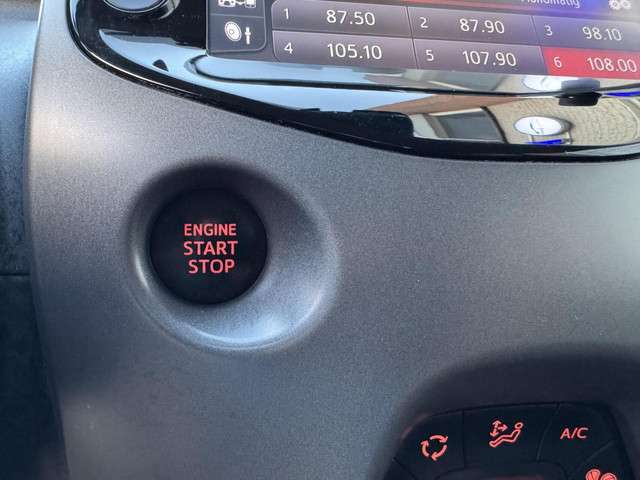 1 87.50 2 87.90 3 98.10
4 105.10 5 107.90 6 108.00
ENGINE
START
STOP
A/C